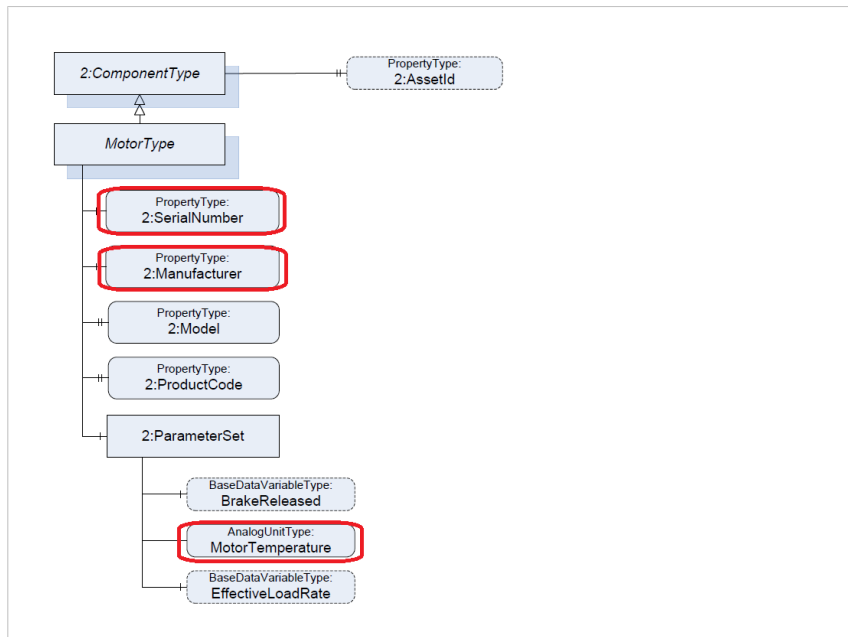 2:ComponentType
PropertyType:
2:AssetId
MotorType
PropertyType:
2:SerialNumber
PropertyType:
2:Manufacturer
PropertyType:
2:Model
PropertyType:
2:ProductCode
2:ParameterSet
BaseDataVariableType:
BrakeReleased
AnalogUnitType:
MotorTemperature
BaseDataVariableType:
EffectiveLoadRate